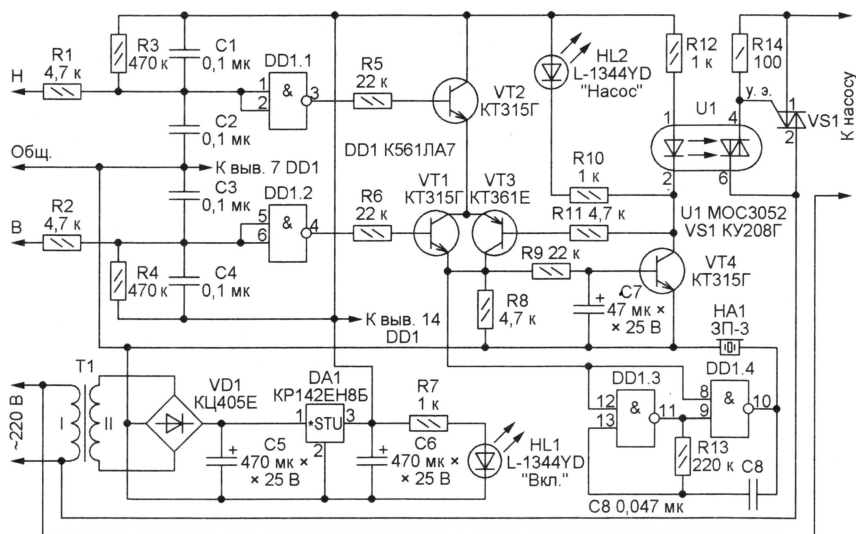 R1
4,7 к
Н
R3
470 к
C1
0,1 мк
C2
0,1 мк
DD1.1
&
1
2
3
R5
22 к
VT2
КТ315Г
HL2
L-1344YD
"Насос"
R12
1 к
R14
100
у. э.
U1
1
2
4
6
1
2
VS1
К насосу
Общ.
К выв. 7 DD1
DD1 К561ЛА7
R2
4,7 к
В
C3
0,1 мк
R4
470 к
C4
0,1 мк
DD1.2
&
5
6
4
R6
22 к
VT1
КТ315Г
VT3
КТ361Е
R10
1 к
R11 4,7 к
U1 МОС3052
VS1 КУ208Г
R9 22 к
VT4
КТ315Г
R8
4,7 к
+
C7
47 мк ×
× 25 В
К выв. 14
DD1
НА1
ЗП-3
~220 В
T1
I
II
VD1
КЦ405Е
+
C5
470 мк ×
× 25 В
DA1
КР142ЕН8Б
1
*STU
3
2
+
C6
470 мк ×
× 25 В
R7
1 к
HL1
L-1344YD
"Вкл."
DD1.3
&
12
13
11
DD1.4
&
8
9
10
R13
220 к
C8
C8 0,047 мк